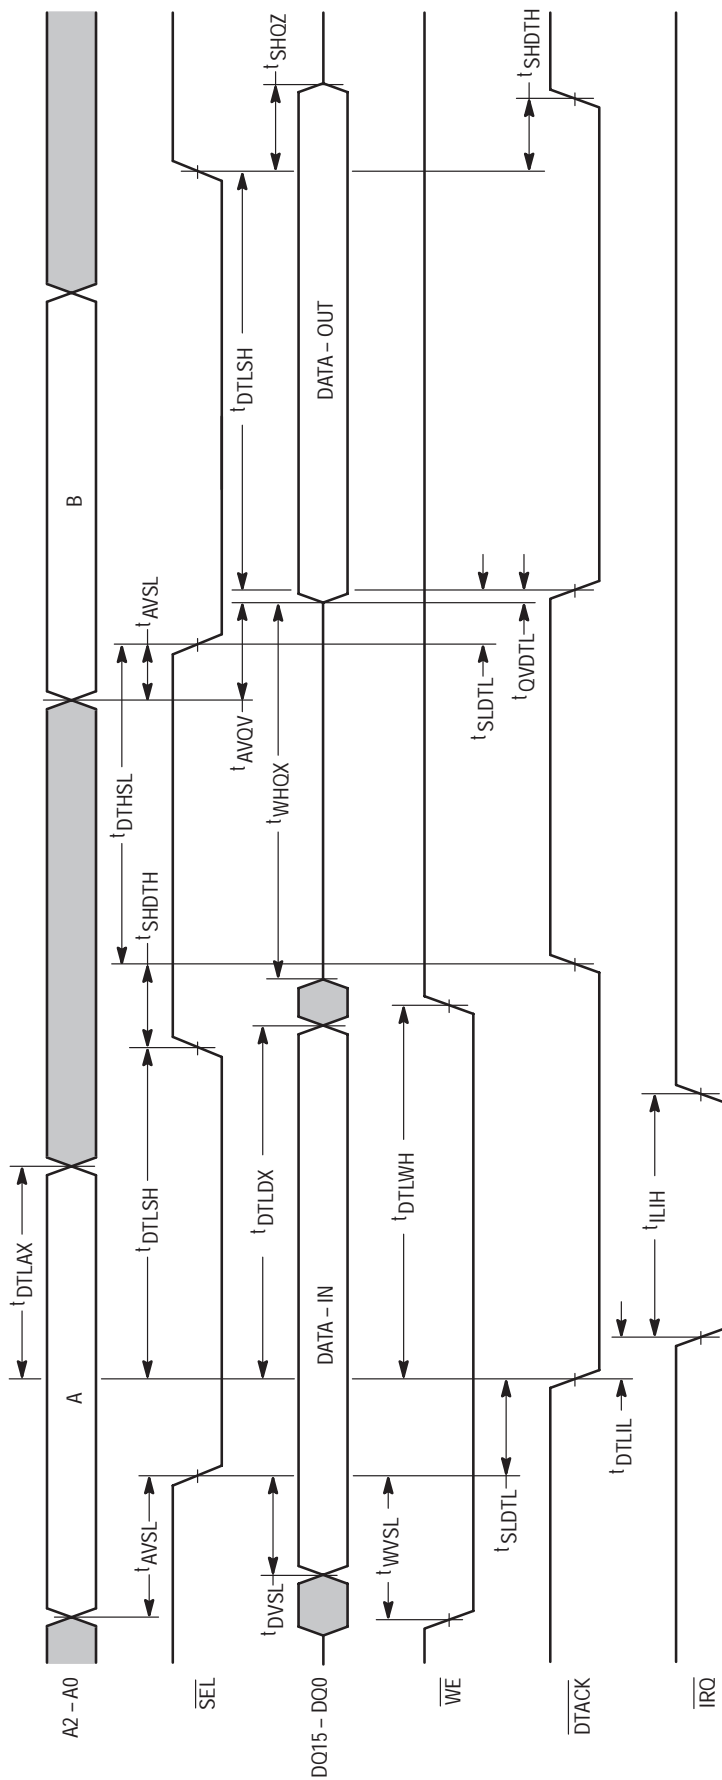 A2 – A0
A
B
tDTLAX
SEL
tAVSL
tDTLSH
tSHDTH
tDTHSL
tAVSL
DQ15 – DQ0
tDVSL
tDTLDX
tWHQX
tAVQV
tDTLSH
tSHQZ
DATA – IN
DATA – OUT
WE
tWVSL
tDTLWH
DTACK
tSLDTL
tSLDTL
tQVDTL
tSHDTH
IRQ
tDTLIL
tILIH